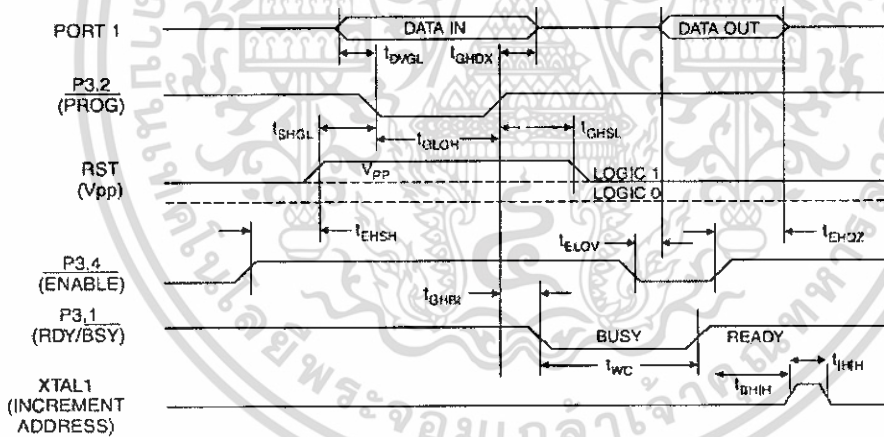 PORT 1
DATA IN
DATA OUT
tDVGL
tGHDX
P3.2
(PROG)
tSHGL
tGLGH
tGHSL
RST
(Vpp)
VPP
LOGIC 1
LOGIC 0
tEHSH
tELQV
tEHQZ
P3.4
(ENABLE)
tGHBL
P3.1
(RDY/BSY)
BUSY
READY
tWC
tBHIH
tIHIL
XTAL1
(INCREMENT
ADDRESS)